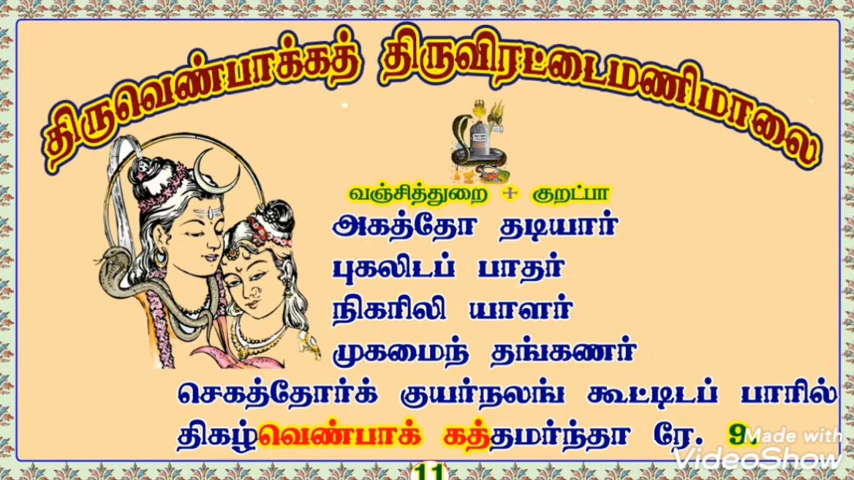 திருவெண்பாக்கத் திருவிரட்டைமணிமாலை
வஞ்சித்துறை + குறட்பா
அகத்தோ தடியார்
புகலிடப் பாதர்
நிகரிலி யாளர்
முகமைந் தங்கணர்
செகத்தோர்க் குயர்நலங் கூட்டிடப் பாரில்
திகழ்வெண்பாக் கத்தமர்ந்தா ரே. 9.
Made with
VideoShow
11